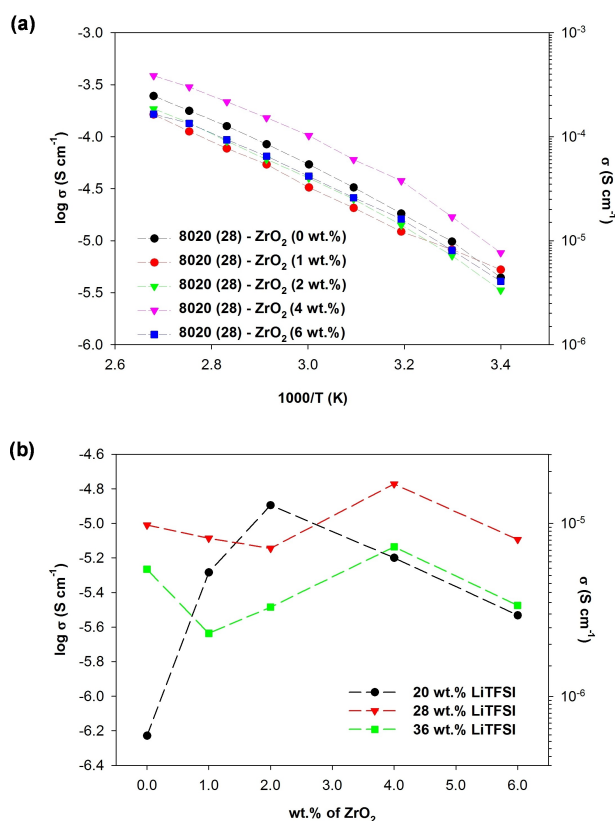 (a)
-3.0
-3.5
-4.0
-4.5
-5.0
-5.5
-6.0
log σ (S cm⁻¹)
10⁻³
10⁻⁴
10⁻⁵
10⁻⁶
σ (S cm⁻¹)
8020 (28) - ZrO₂ (0 wt.%)
8020 (28) - ZrO₂ (1 wt.%)
8020 (28) - ZrO₂ (2 wt.%)
8020 (28) - ZrO₂ (4 wt.%)
8020 (28) - ZrO₂ (6 wt.%)
2.6 2.8 3.0 3.2 3.4
1000/T (K)
(b)
-4.6
-4.8
-5.0
-5.2
-5.4
-5.6
-5.8
-6.0
-6.2
-6.4
log σ (S cm⁻¹)
10⁻⁵
10⁻⁶
σ (S cm⁻¹)
20 wt.% LiTFSI
28 wt.% LiTFSI
36 wt.% LiTFSI
0.0 1.0 2.0 3.0 4.0 5.0 6.0
wt.% of ZrO₂